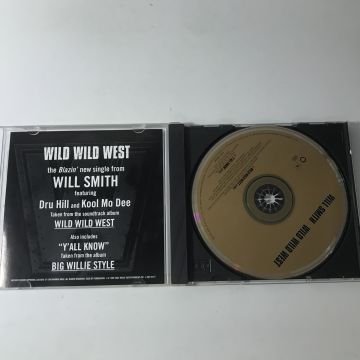 WILD WILD WEST
the Blazin' new single from
WILL SMITH
featuring
Dru Hill and Kool Mo Dee
Taken from the soundtrack album
WILD WILD WEST
Also includes
"Y'ALL KNOW"
Taken from the album
BIG WILLIE STYLE
WILL SMITH WILD WILD WEST